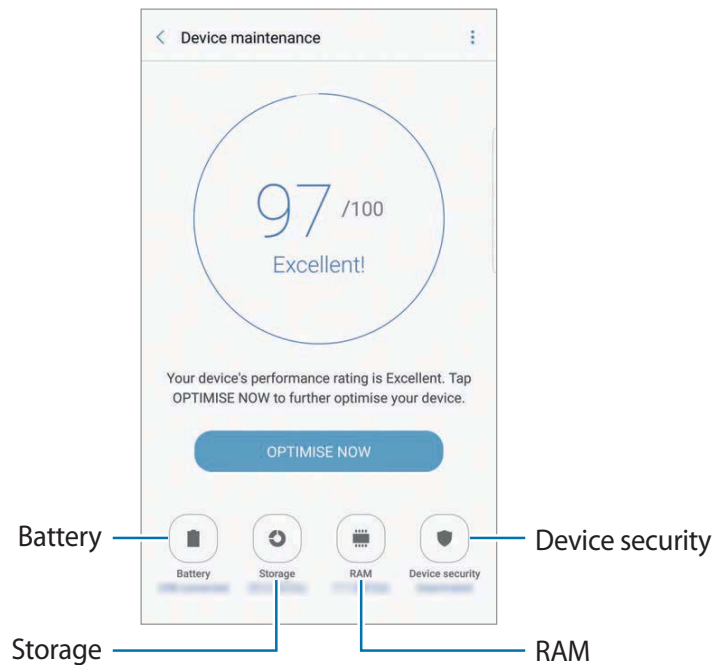 Device maintenance
97 /100
Excellent!
Your device's performance rating is Excellent. Tap
OPTIMISE NOW to further optimise your device.
OPTIMISE NOW
Battery
Device security
Battery
Storage
RAM
Device security
Storage
RAM